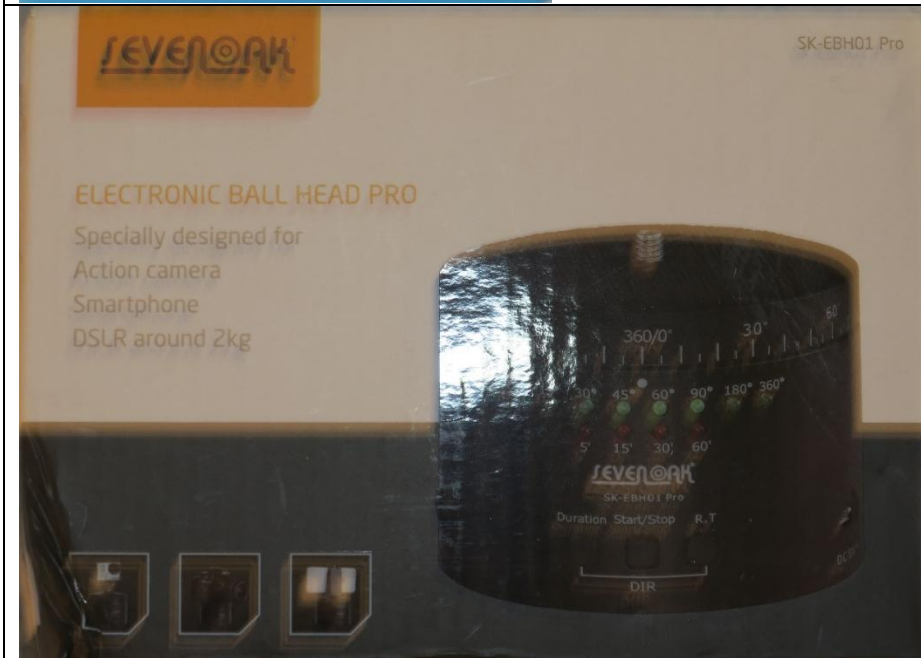 SEVENOAK
SK-EBH01 Pro
ELECTRONIC BALL HEAD PRO
Specially designed for
Action camera
Smartphone
DSLR around 2kg
360/0° 30° 60
30° 45° 60° 90° 180° 360°
5' 15' 30' 60'
SEVENOAK
SK-EBH01 Pro
Duration Start/Stop R.T
DIR